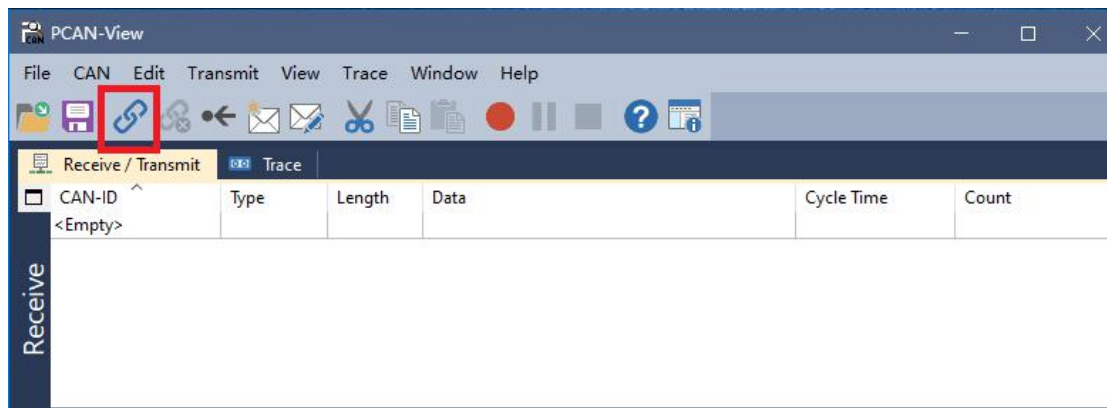 PCAN-View
File CAN Edit Transmit View Trace Window Help
Receive / Transmit Trace
CAN-ID Type Length Data Cycle Time Count
<Empty>
Receive